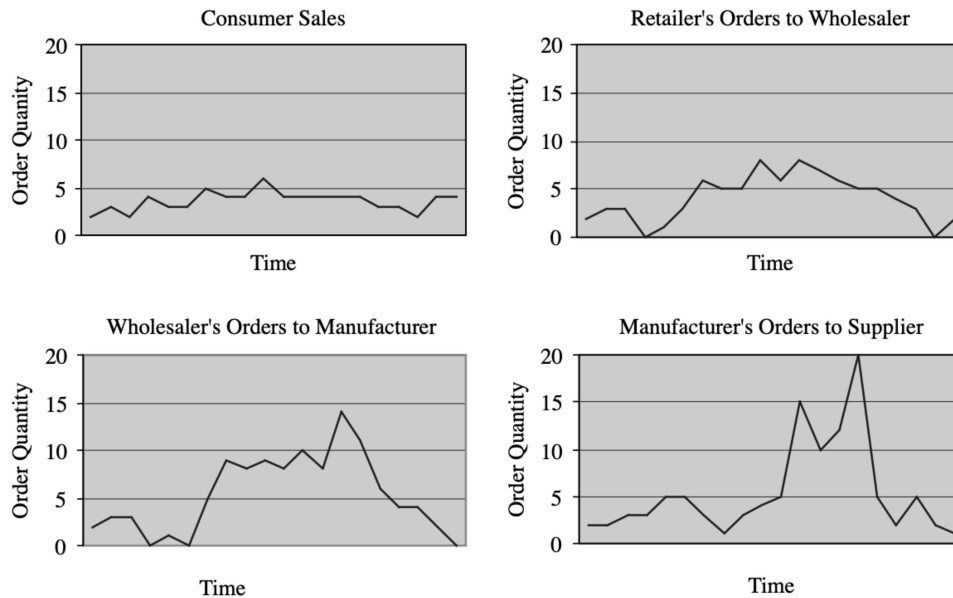 Consumer Sales
20
15
10
5
0
Order Quanity
Time
Retailer's Orders to Wholesaler
20
15
10
5
0
Order Quantity
Time
Wholesaler's Orders to Manufacturer
20
15
10
5
0
Order Quantity
Time
Manufacturer's Orders to Supplier
20
15
10
5
0
Order Quantity
Time